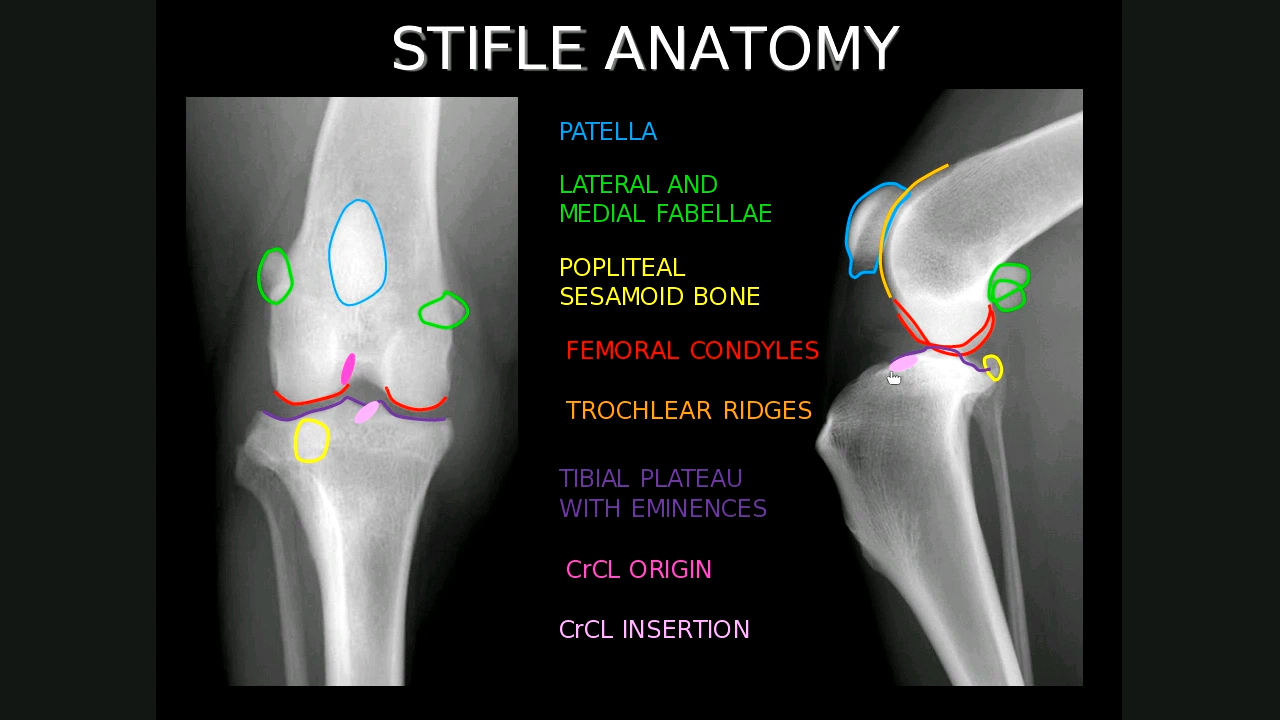 STIFLE ANATOMY
PATELLA
LATERAL AND
MEDIAL FABELLAE
POPLITEAL
SESAMOID BONE
FEMORAL CONDYLES
TROCHLEAR RIDGES
TIBIAL PLATEAU
WITH EMINENCES
CrCL ORIGIN
CrCL INSERTION